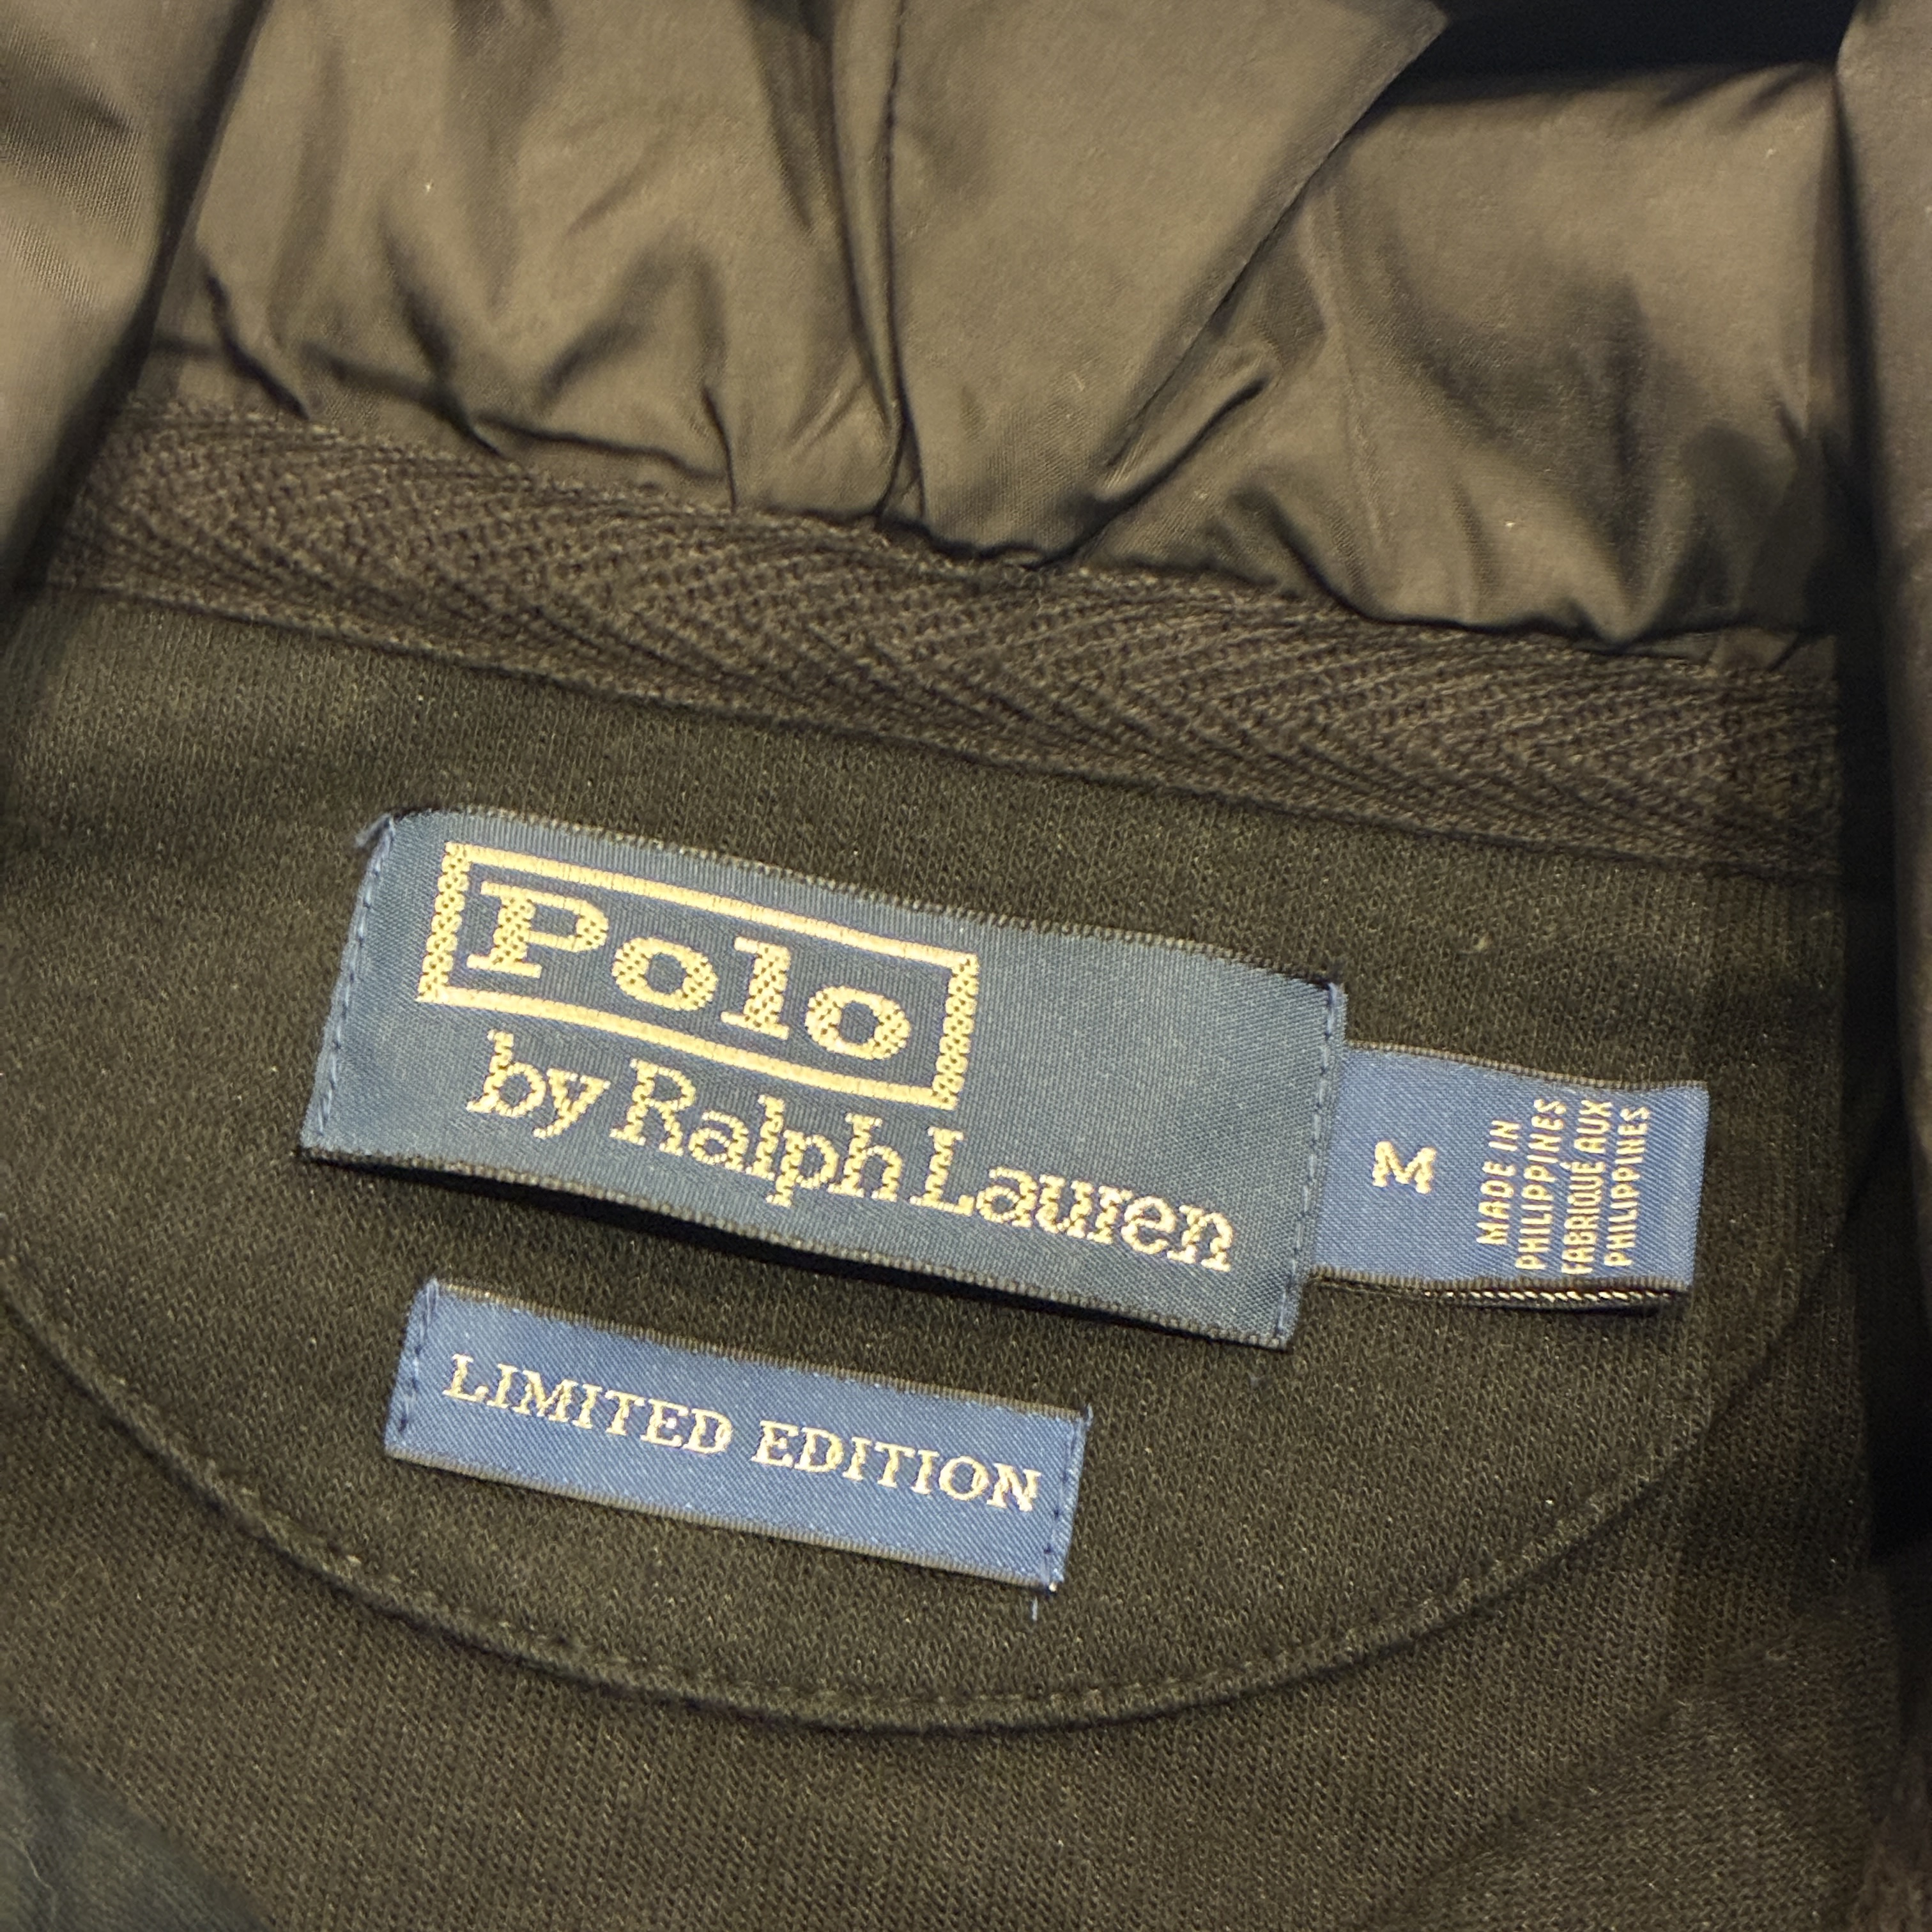 Polo
by Ralph Lauren
M
MADE IN
PHILIPPINES
FABRIQUÉ AUX
PHILIPPINES
LIMITED EDITION